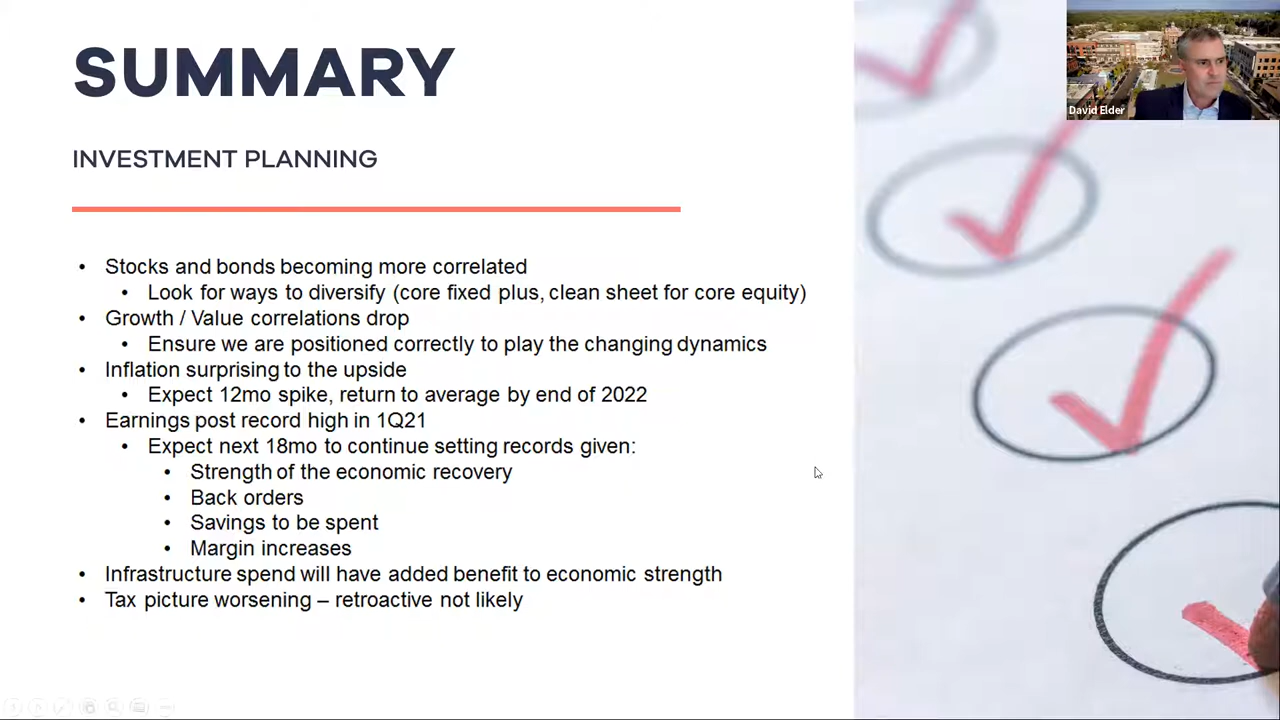 SUMMARY
David Elder
INVESTMENT PLANNING
• Stocks and bonds becoming more correlated
• Look for ways to diversify (core fixed plus, clean sheet for core equity)
• Growth / Value correlations drop
• Ensure we are positioned correctly to play the changing dynamics
• Inflation surprising to the upside
• Expect 12mo spike, return to average by end of 2022
• Earnings post record high in 1Q21
• Expect next 18mo to continue setting records given:
• Strength of the economic recovery
• Back orders
• Savings to be spent
• Margin increases
• Infrastructure spend will have added benefit to economic strength
• Tax picture worsening – retroactive not likely